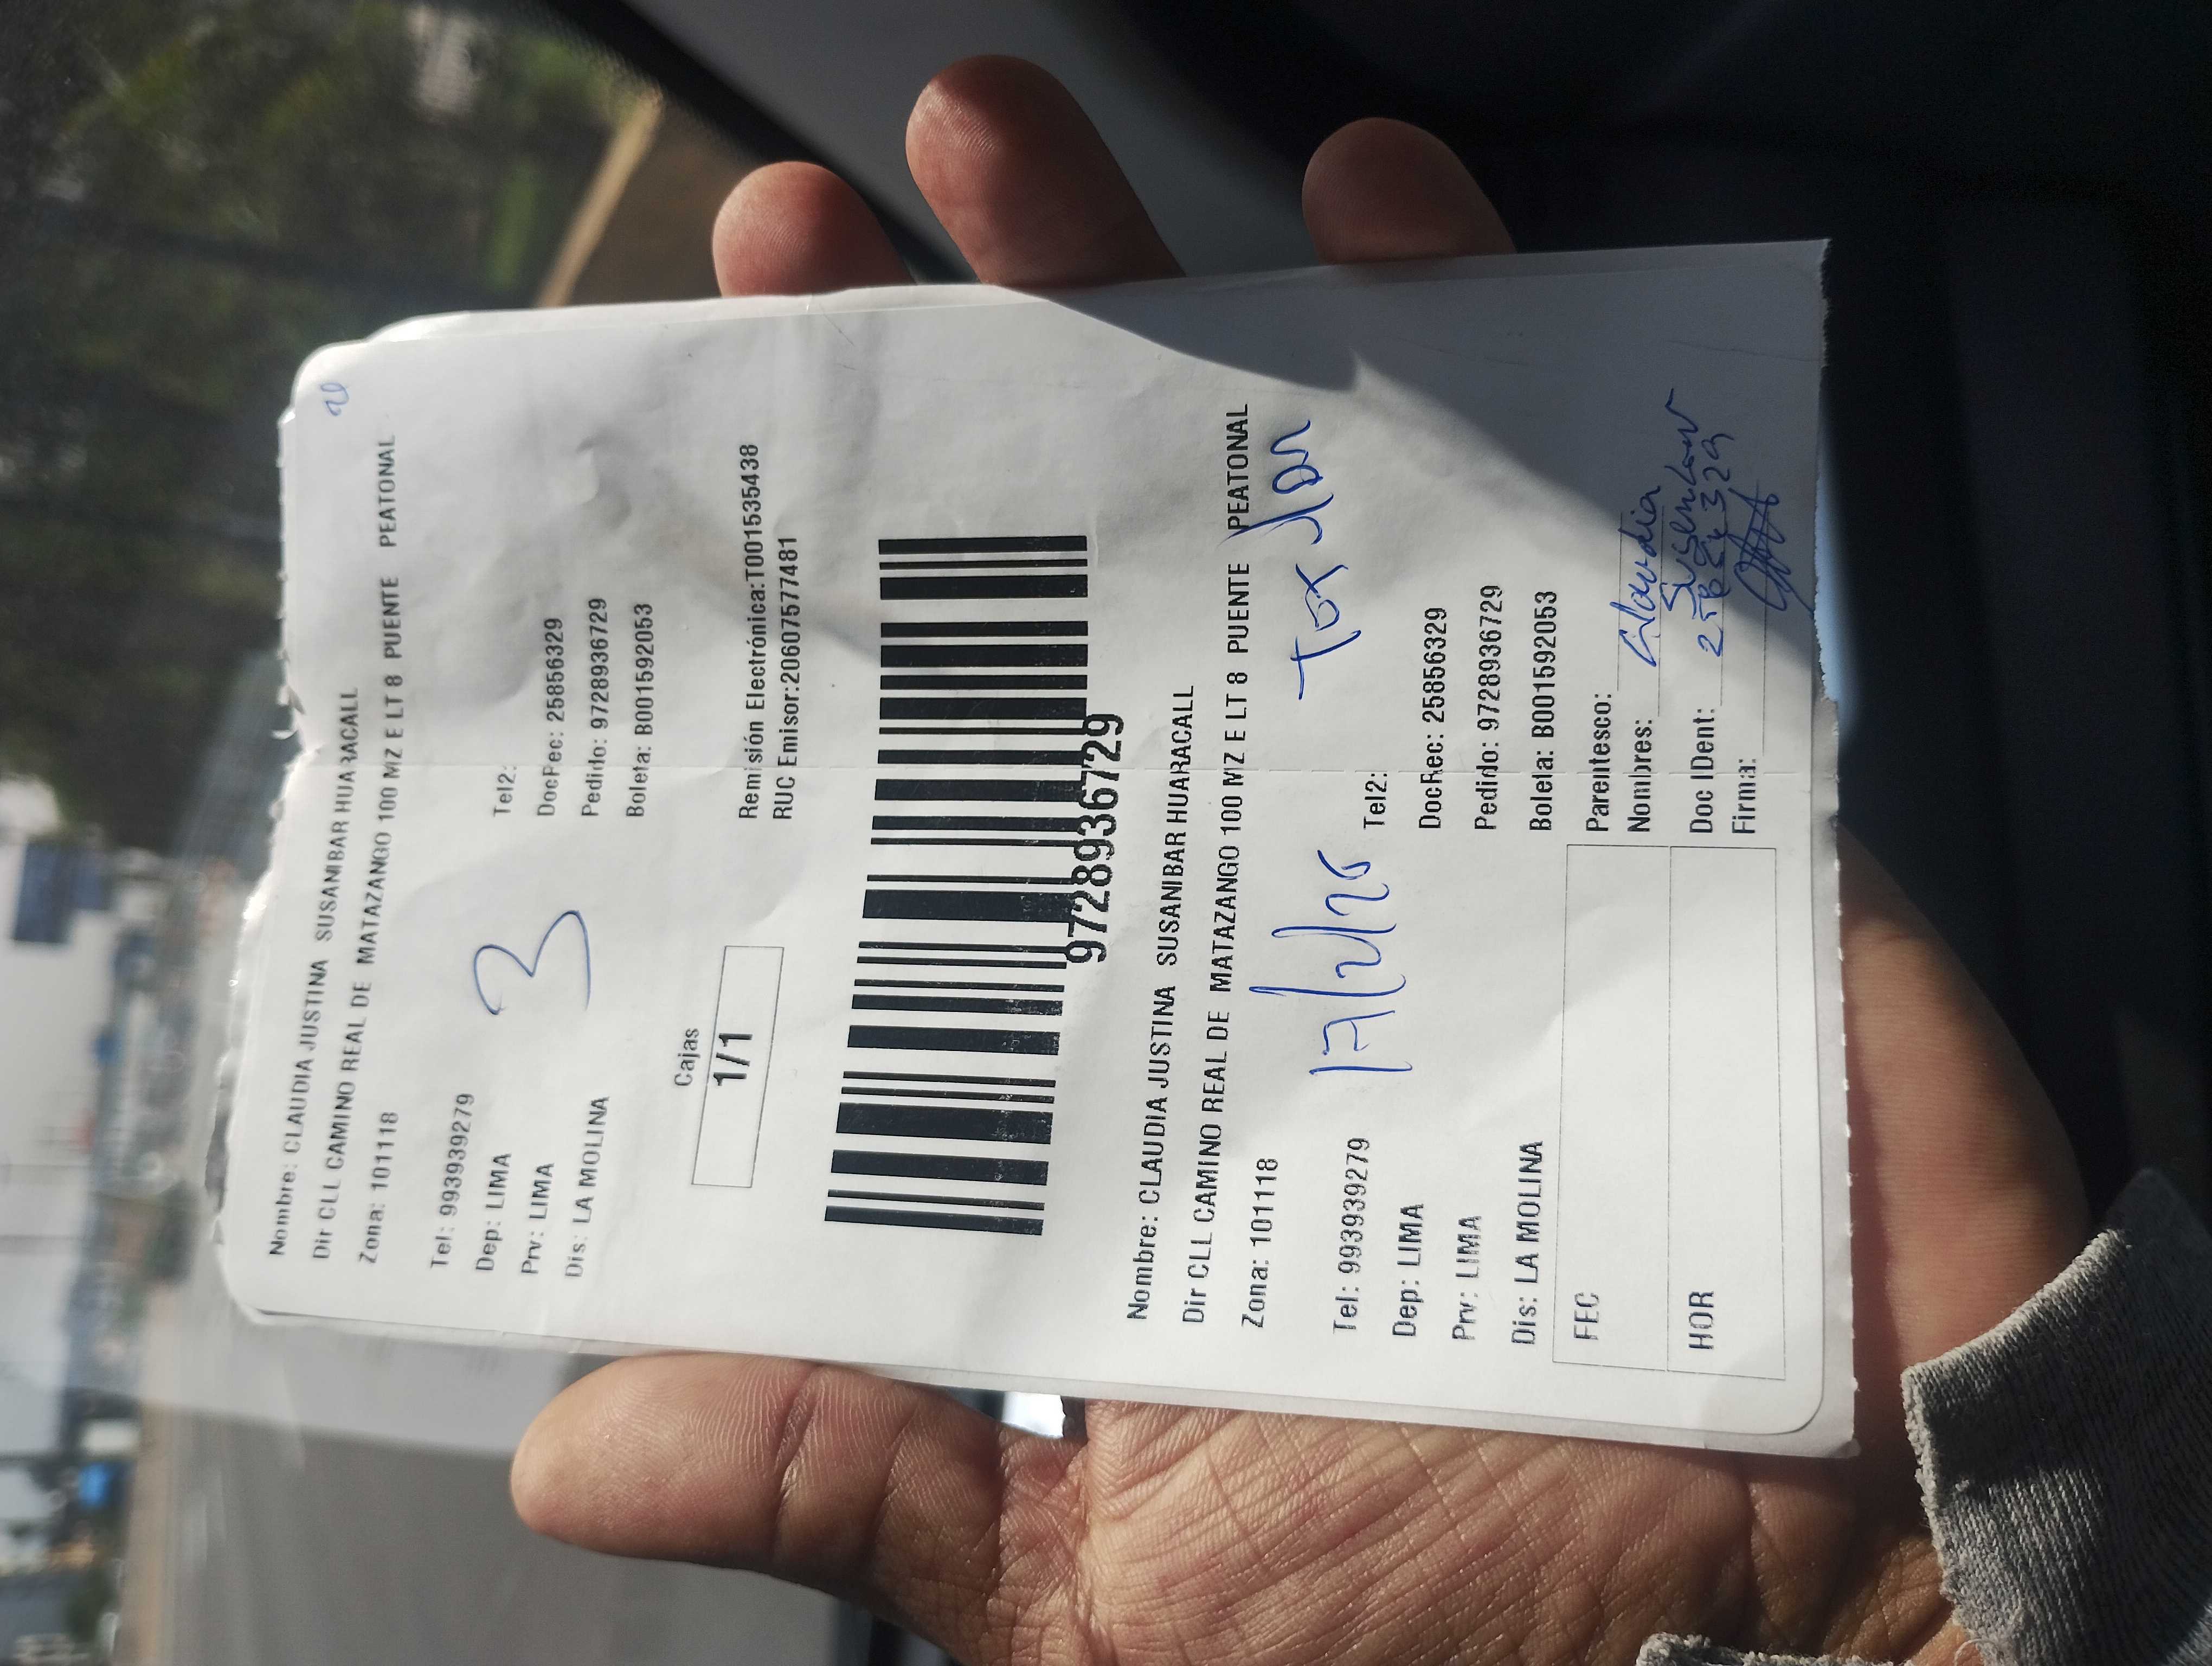 Nombre: CLAUDIA JUSTINA SUSANIBAR HUARACALL
Dir CLL CAMINO REAL DE MATAZANGO 100 MZ E LT 8 PUENTE PEATONAL
Zona: 101118
Tel: 993939279 Tel2:
Dep: LIMA DocRec: 25856329
Prv: LIMA Pedido: 9728936729
Dis: LA MOLINA Boleta: B001592053
3
Cajas
1/1
Remisión Electrónica:T001535438
RUC Emisor:20607577481
9728936729
Nombre: CLAUDIA JUSTINA SUSANIBAR HUARACALL
Dir CLL CAMINO REAL DE MATAZANGO 100 MZ E LT 8 PUENTE PEATONAL
Zona: 101118
Tel: 993939279 Tel2:
Dep: LIMA DocRec: 25856329
Prv: LIMA Pedido: 9728936729
Dis: LA MOLINA Boleta: B001592053
FEC
HOR
Parentesco:
Nombres: Claudia
Doc IDent:
Firma: